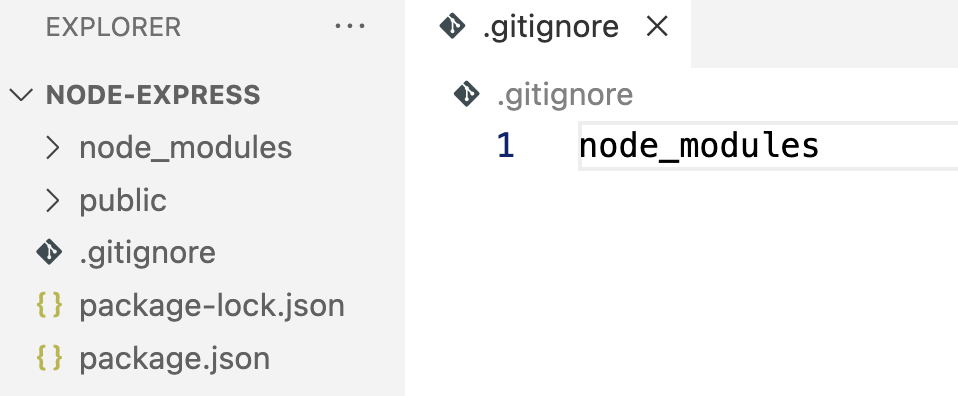 EXPLORER ···
NODE-EXPRESS
node_modules
public
.gitignore
{} package-lock.json
{} package.json
.gitignore ×
.gitignore
1 node_modules